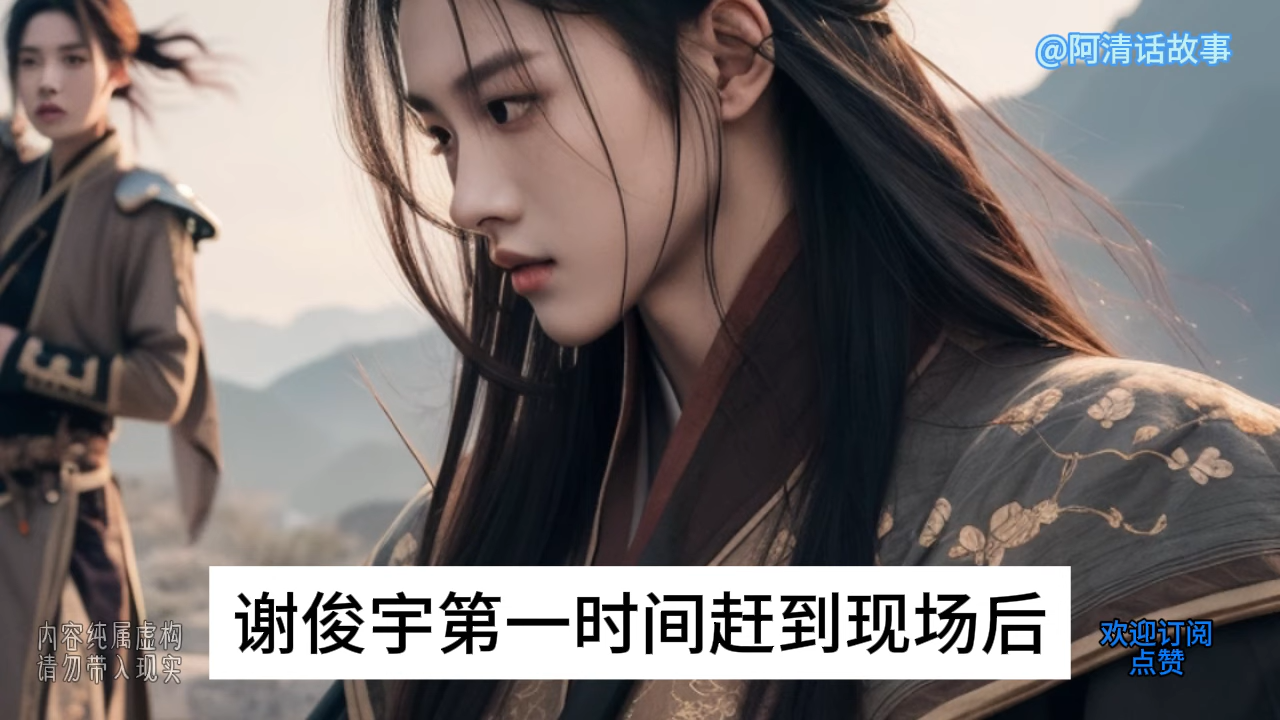 @阿清话故事
谢俊宇第一时间赶到现场后
内容纯属虚构
请勿带入现实
欢迎订阅
点赞